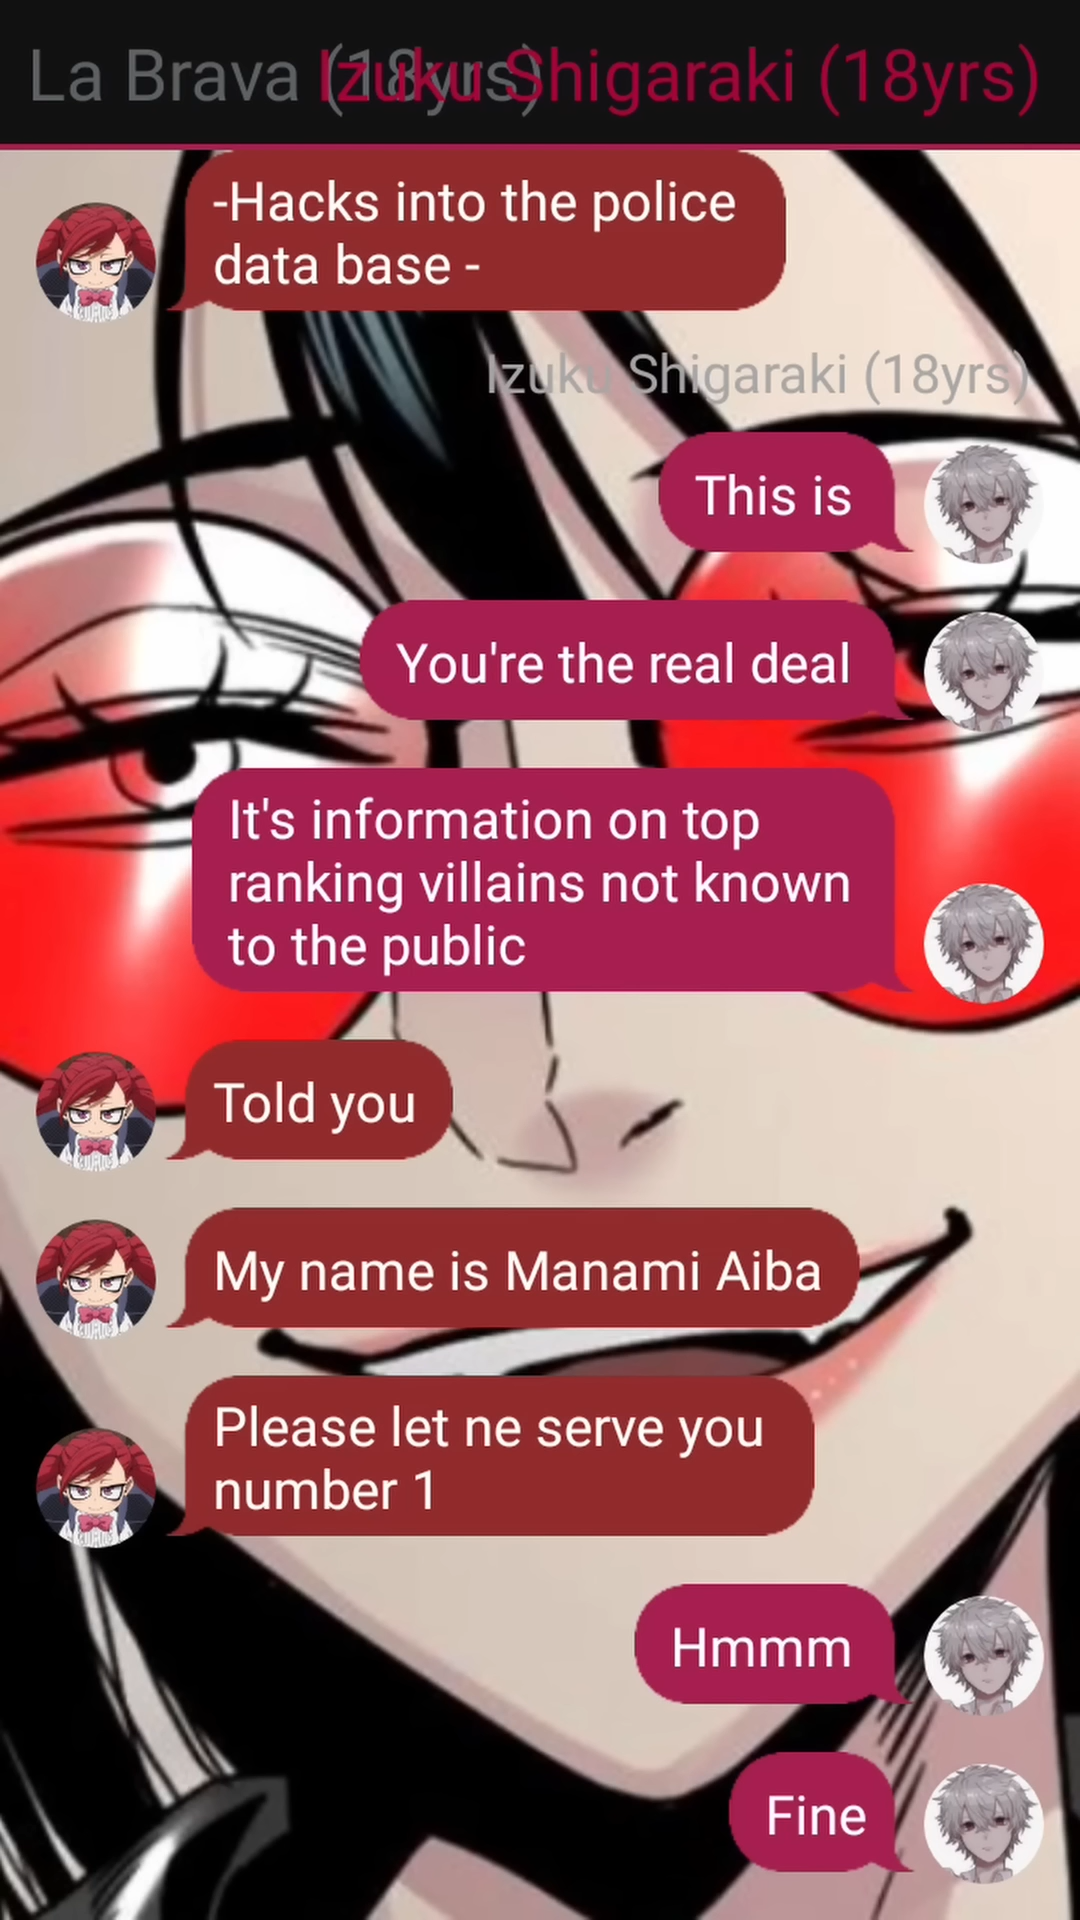 La Brava (18yrs)
Izuku Shigaraki (18yrs)
-Hacks into the police
data base -
Izuku Shigaraki (18yrs)
This is
You're the real deal
It's information on top
ranking villains not known
to the public
Told you
My name is Manami Aiba
Please let ne serve you
number 1
Hmmm
Fine